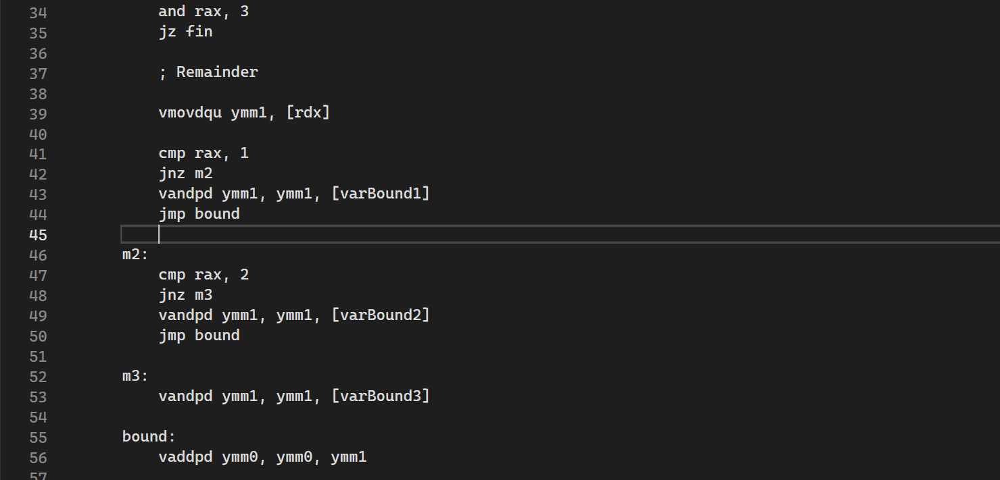 34 and rax, 3
35 jz fin
36
37 ; Remainder
38
39 vmovdqu ymm1, [rdx]
40
41 cmp rax, 1
42 jnz m2
43 vandpd ymm1, ymm1, [varBound1]
44 jmp bound
45
46 m2:
47 cmp rax, 2
48 jnz m3
49 vandpd ymm1, ymm1, [varBound2]
50 jmp bound
51
52 m3:
53 vandpd ymm1, ymm1, [varBound3]
54
55 bound:
56 vaddpd ymm0, ymm0, ymm1
57